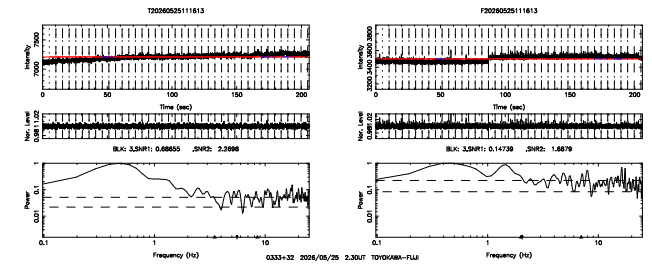 T20260525111613
F20260525111613
Intensity
7000 7500
0 50 100 150 200
Time (sec)
Intensity
3200 3400 3600 3800
0 50 100 150 200
Time (sec)
Nor. Level
0.98 1.02
Nor. Level
0.98 1.02
BLK: 3,SNR1: 0.68655 ,SNR2: 2.2698
BLK: 3,SNR1: 0.14739 ,SNR2: 1.6879
Power
1
0.1
0.01
0.1 1 10
Frequency (Hz)
Power
1
0.1
0.01
0.1 1 10
Frequency (Hz)
0333+32 2026/05/25 2.30UT TOYOKAWA-FUJI